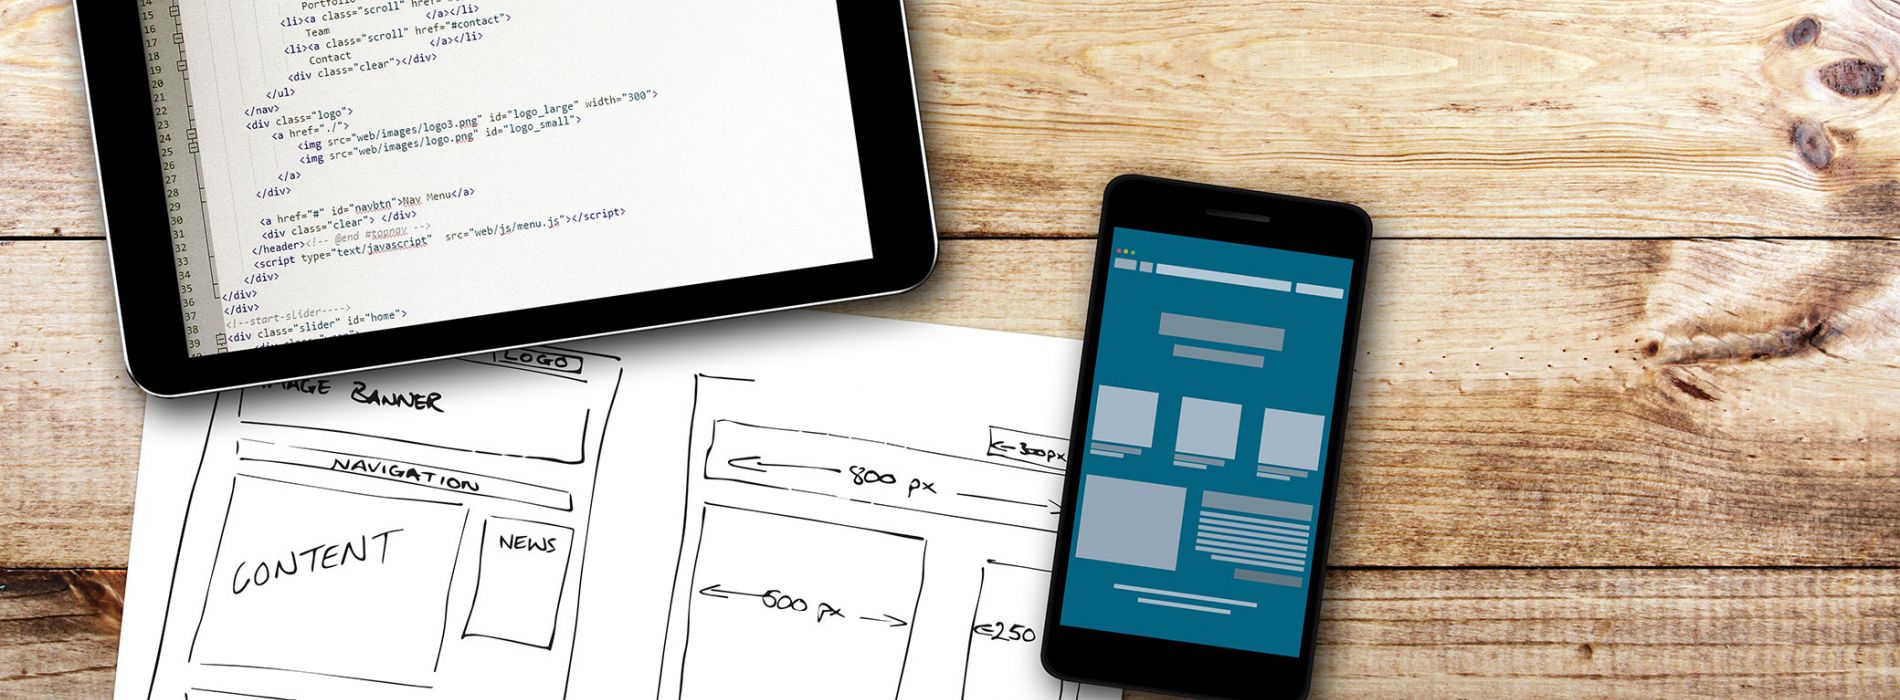 14
Portfolio
15
<li><a class="scroll" href="#
</a></li>
16
Team
17
<li><a class="scroll" href="#contact">
</a></li>
18
Contact
19
<div class="clear"></div>
20
</ul>
21
</nav>
22
<div class="logo">
23
<a href="./">
24
<img src="web/images/logo3.png" id="logo_large" width="300">
25
<img src="web/images/logo.png" id="logo_small">
26
</a>
27
</div>
28
29
<a href="#" id="navbtn">Nav Menu</a>
30
<div class="clear"> </div>
31
</header><!-- @end #topnav -->
32
<script type="text/javascript" src="web/js/menu.js"></script>
33
</div>
34
</div>
35
</div>
36
<!--start-slider---->
37
<div class="slider" id="home">
38
39
LOGO
IMAGE BANNER
NAVIGATION
CONTENT
NEWS
300px
800 px
500 px
250